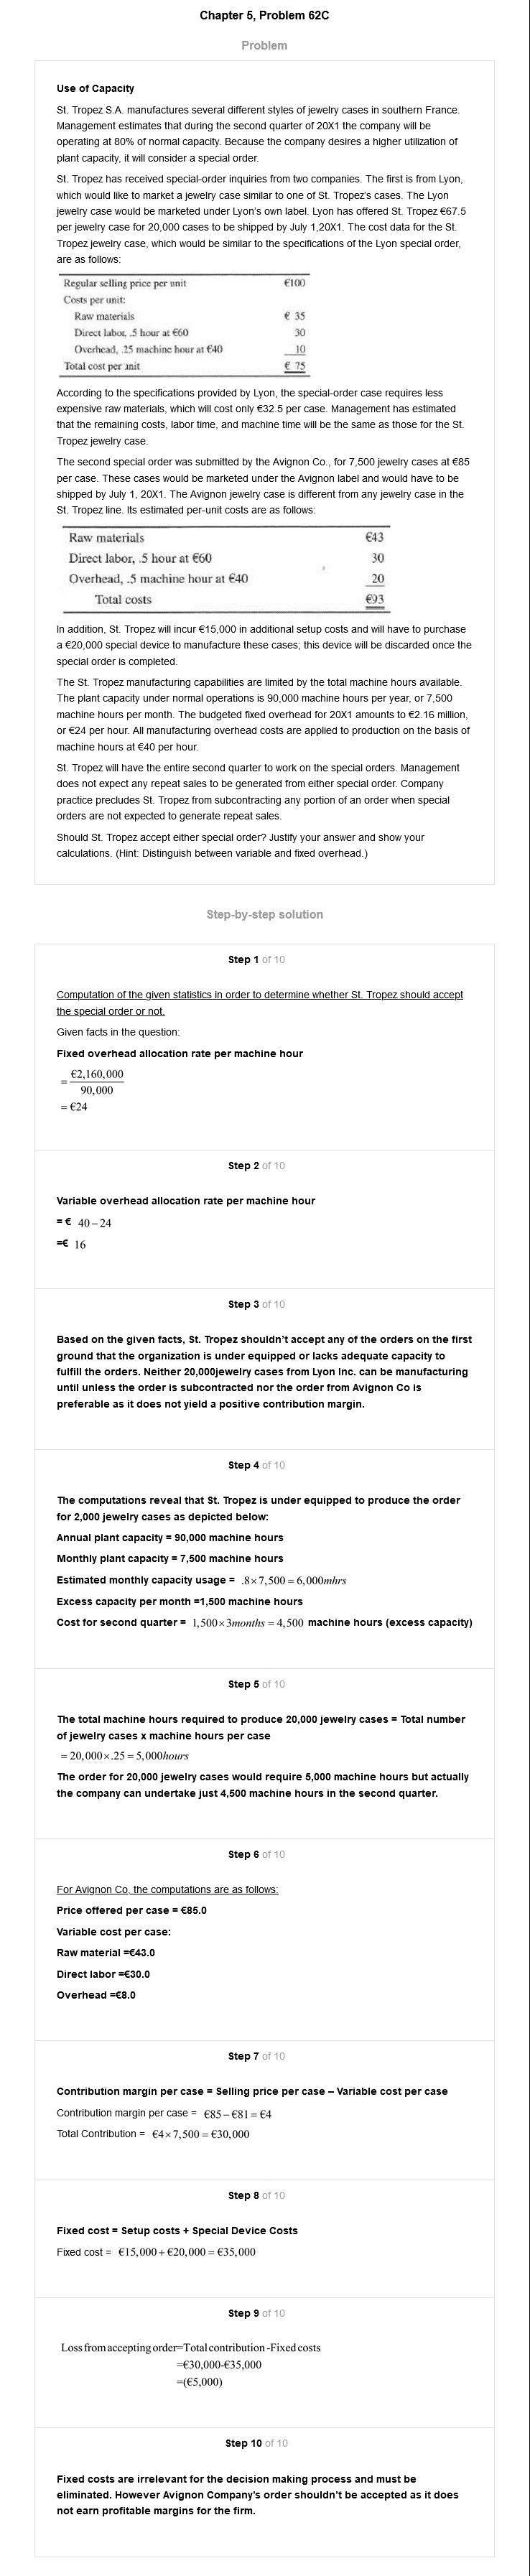 Chapter 5, Problem 62C
Problem
Use of Capacity
St. Tropez S.A. manufactures several different styles of jewelry cases in southern France.
Management estimates that during the second quarter of 20X1 the company will be
operating at 80% of normal capacity. Because the company desires a higher utilization of
plant capacity, it will consider a special order.
St. Tropez has received special-order inquiries from two companies. The first is from Lyon,
which would like to market a jewelry case similar to one of St. Tropez's cases. The Lyon
jewelry case would be marketed under Lyon's own label. Lyon has offered St. Tropez €67.5
per jewelry case for 20,000 cases to be shipped by July 1,20X1. The cost data for the St.
Tropez jewelry case, which would be similar to the specifications of the Lyon special order,
are as follows:
Regular selling price per unit €100
Costs per unit:
Raw materials € 35
Direct labor, .5 hour at €60 30
Overhead, .25 machine hour at €40 10
Total cost per unit € 75
According to the specifications provided by Lyon, the special-order case requires less
expensive raw materials, which will cost only €32.5 per case. Management has estimated
that the remaining costs, labor time, and machine time will be the same as those for the St.
Tropez jewelry case.
The second special order was submitted by the Avignon Co., for 7,500 jewelry cases at €85
per case. These cases would be marketed under the Avignon label and would have to be
shipped by July 1, 20X1. The Avignon jewelry case is different from any jewelry case in the
St. Tropez line. Its estimated per-unit costs are as follows:
Raw materials €43
Direct labor, .5 hour at €60 30
Overhead, .5 machine hour at €40 20
Total costs €93
In addition, St. Tropez will incur €15,000 in additional setup costs and will have to purchase
a €20,000 special device to manufacture these cases; this device will be discarded once the
special order is completed.
The St. Tropez manufacturing capabilities are limited by the total machine hours available.
The plant capacity under normal operations is 90,000 machine hours per year, or 7,500
machine hours per month. The budgeted fixed overhead for 20X1 amounts to €2.16 million,
or €24 per hour. All manufacturing overhead costs are applied to production on the basis of
machine hours at €40 per hour.
St. Tropez will have the entire second quarter to work on the special orders. Management
does not expect any repeat sales to be generated from either special order. Company
practice precludes St. Tropez from subcontracting any portion of an order when special
orders are not expected to generate repeat sales.
Should St. Tropez accept either special order? Justify your answer and show your
calculations. (Hint: Distinguish between variable and fixed overhead.)
Step-by-step solution
Step 1 of 10
Computation of the given statistics in order to determine whether St. Tropez should accept
the special order or not.
Given facts in the question:
Fixed overhead allocation rate per machine hour
= €2,160,000
90,000
= €24
Step 2 of 10
Variable overhead allocation rate per machine hour
= € 40 – 24
=€ 16
Step 3 of 10
Based on the given facts, St. Tropez shouldn't accept any of the orders on the first
ground that the organization is under equipped or lacks adequate capacity to
fulfill the orders. Neither 20,000jewelry cases from Lyon Inc. can be manufacturing
until unless the order is subcontracted nor the order from Avignon Co is
preferable as it does not yield a positive contribution margin.
Step 4 of 10
The computations reveal that St. Tropez is under equipped to produce the order
for 2,000 jewelry cases as depicted below:
Annual plant capacity = 90,000 machine hours
Monthly plant capacity = 7,500 machine hours
Estimated monthly capacity usage = .8×7,500 = 6,000mhrs
Excess capacity per month =1,500 machine hours
Cost for second quarter = 1,500×3months = 4,500 machine hours (excess capacity)
Step 5 of 10
The total machine hours required to produce 20,000 jewelry cases = Total number
of jewelry cases x machine hours per case
= 20,000×.25 = 5,000hours
The order for 20,000 jewelry cases would require 5,000 machine hours but actually
the company can undertake just 4,500 machine hours in the second quarter.
Step 6 of 10
For Avignon Co, the computations are as follows:
Price offered per case = €85.0
Variable cost per case:
Raw material =€43.0
Direct labor =€30.0
Overhead =€8.0
Step 7 of 10
Contribution margin per case = Selling price per case – Variable cost per case
Contribution margin per case = €85 – €81 = €4
Total Contribution = €4×7,500 = €30,000
Step 8 of 10
Fixed cost = Setup costs + Special Device Costs
Fixed cost = €15,000 + €20,000 = €35,000
Step 9 of 10
Loss from accepting order=Total contribution -Fixed costs
=€30,000-€35,000
=(€5,000)
Step 10 of 10
Fixed costs are irrelevant for the decision making process and must be
eliminated. However Avignon Company's order shouldn't be accepted as it does
not earn profitable margins for the firm.